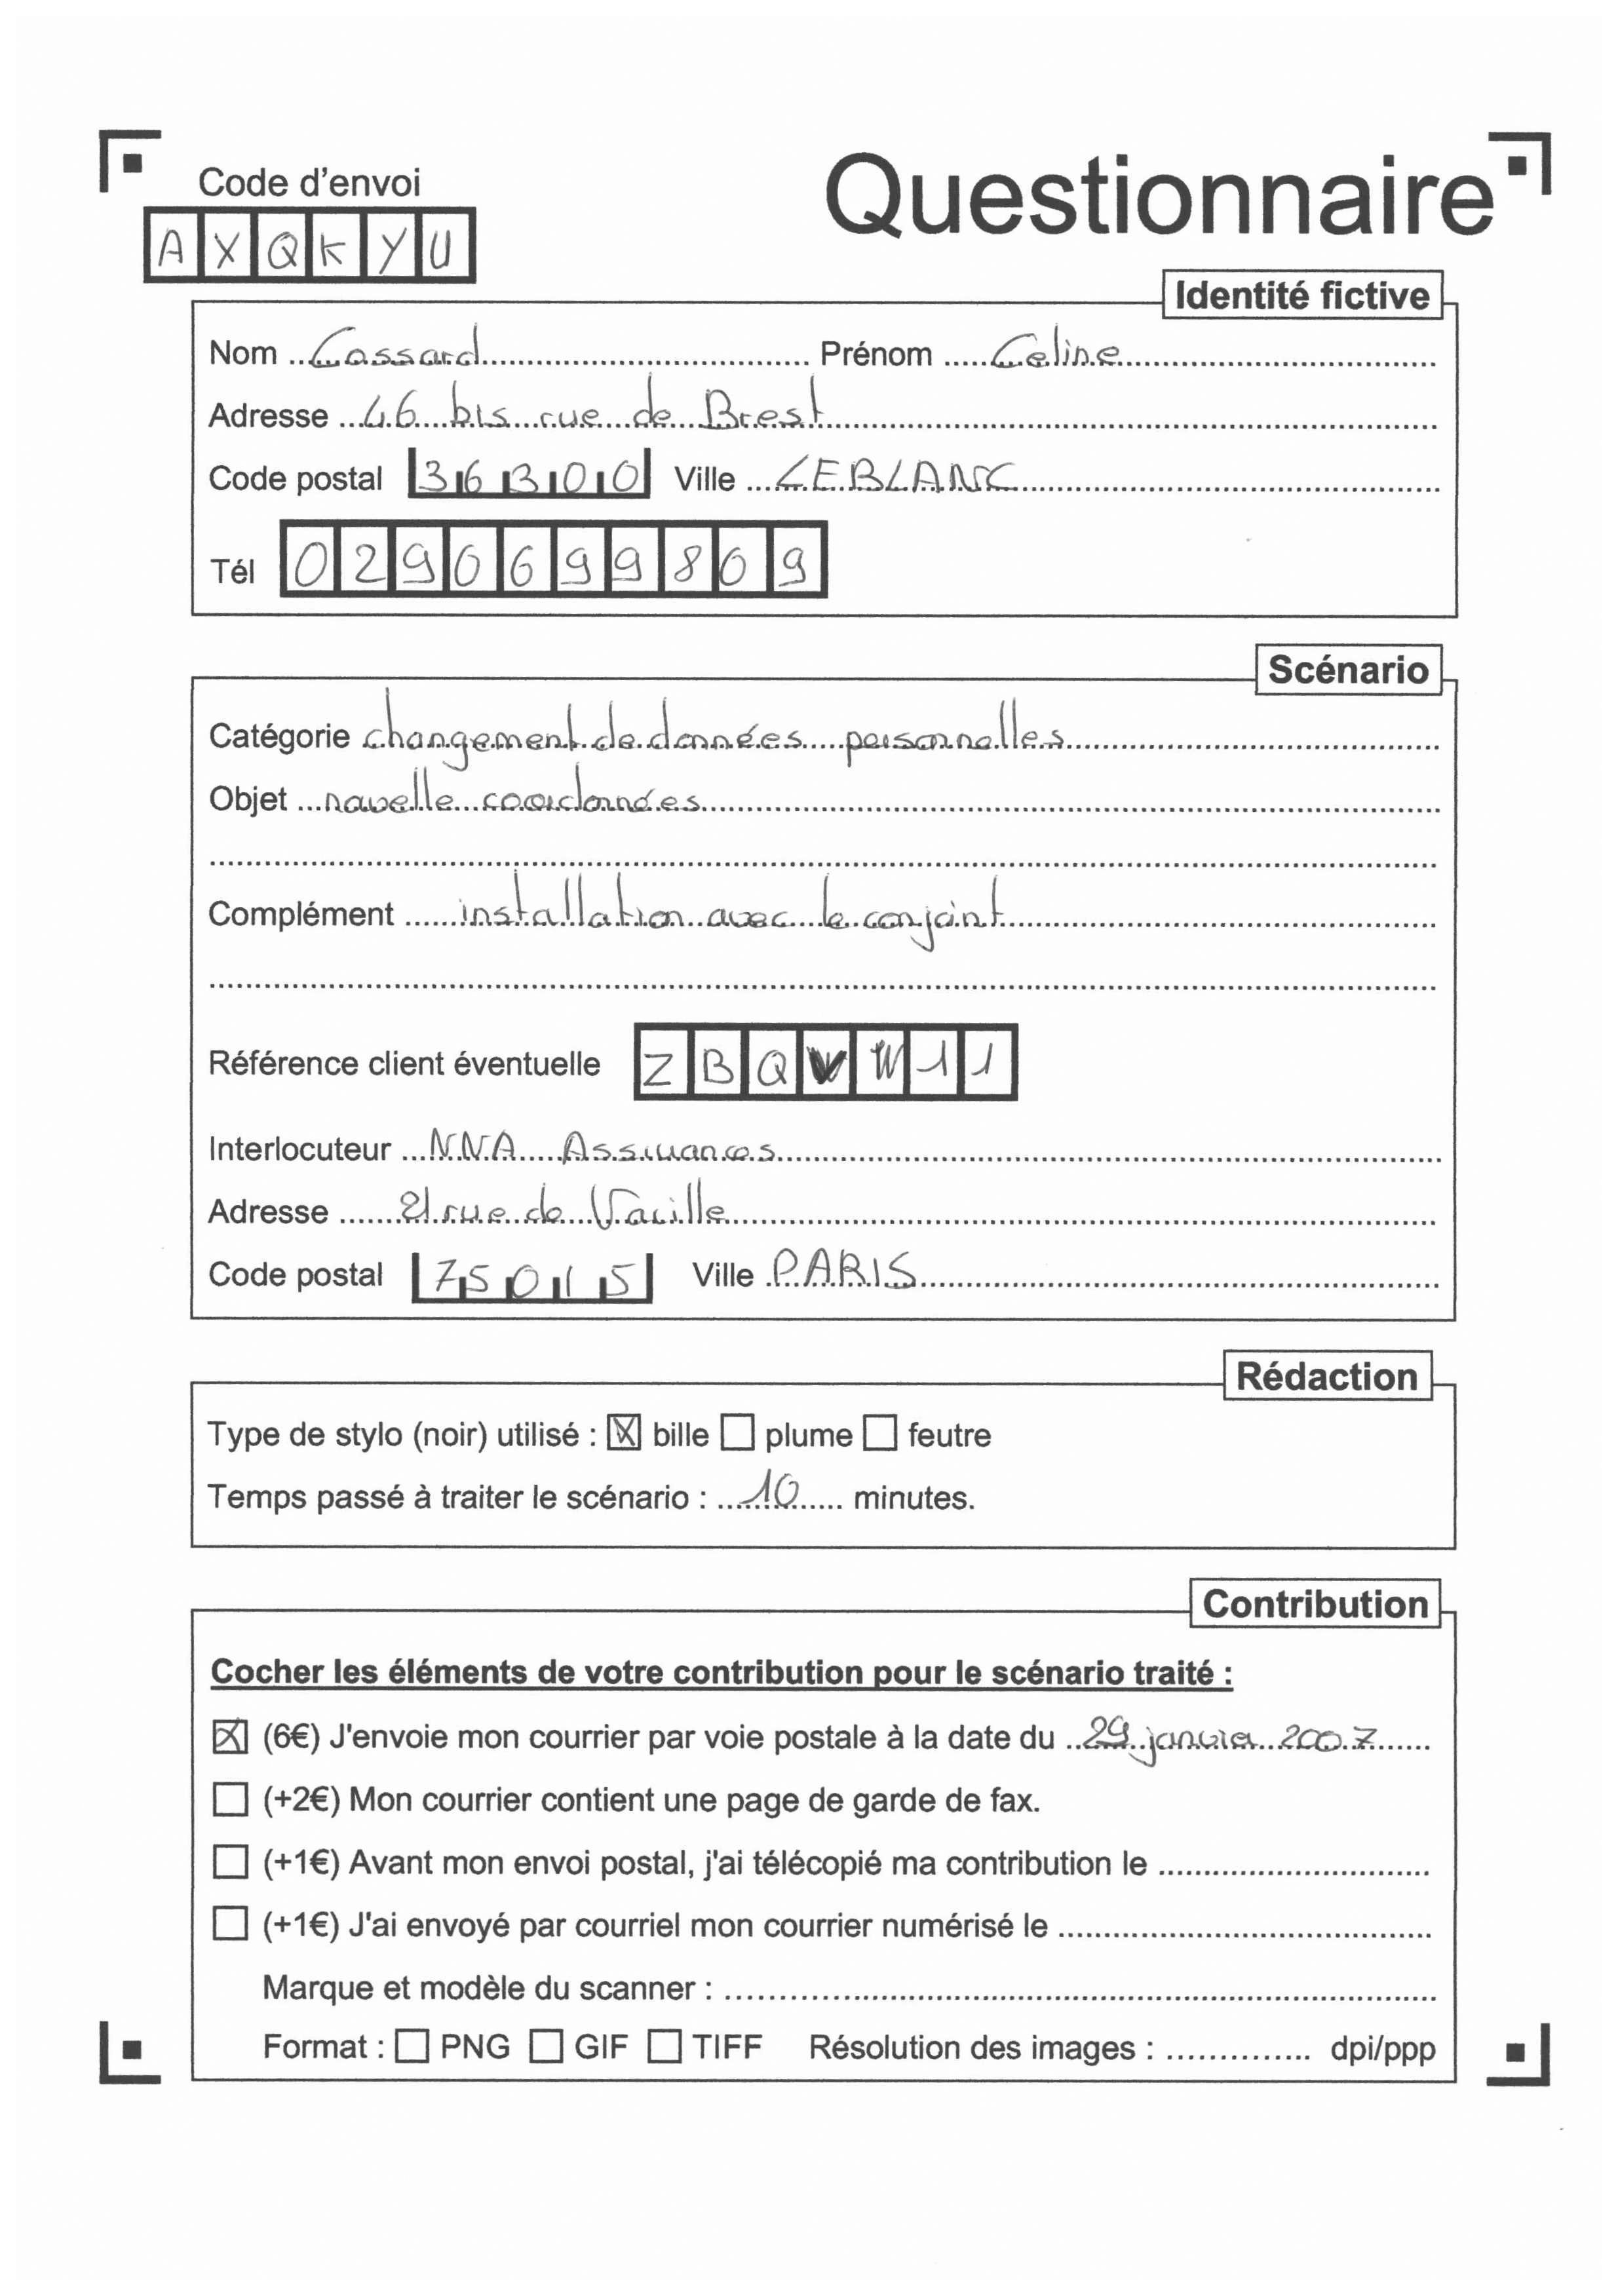 Code d'envoi
Questionnaire
AXQKYU
Identité fictive
Nom Cassard Prénom Celine
Adresse 46 bis rue de Brest
Code postal 36300 Ville LEBLANC
Tél 0290699809
Scénario
Catégorie changement de données personnelles
Objet nouvelle coordonnées
Complément installation avec le conjoint
Référence client éventuelle ZBQVW11
Interlocuteur NNA Assurances
Adresse 21 rue de
Code postal 75015 Ville PARIS
Rédaction
Type de stylo (noir) utilisé : ☒ bille ☐ plume ☐ feutre
Temps passé à traiter le scénario : 10 minutes.
Contribution
Cocher les éléments de votre contribution pour le scénario traité :
☒ (6€) J'envoie mon courrier par voie postale à la date du 29 janvier 2007
☐ (+2€) Mon courrier contient une page de garde de fax.
☐ (+1€) Avant mon envoi postal, j'ai télécopié ma contribution le
☐ (+1€) J'ai envoyé par courriel mon courrier numérisé le
Marque et modèle du scanner :
Format : ☐ PNG ☐ GIF ☐ TIFF Résolution des images : dpi/ppp